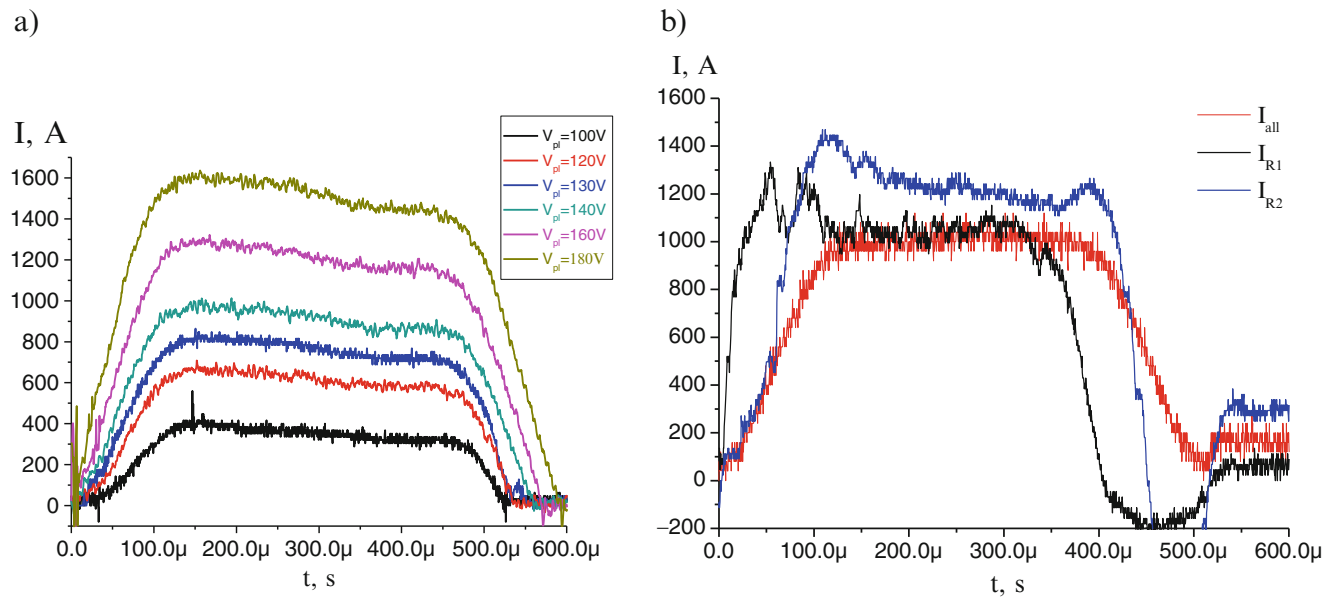 a)
I, A
1600
1400
1200
1000
800
600
400
200
0
0.0
100.0µ
200.0µ
300.0µ
400.0µ
500.0µ
600.0µ
t, s
V_pl=100V
V_pl=120V
V_pl=130V
V_pl=140V
V_pl=160V
V_pl=180V
b)
I, A
1600
1400
1200
1000
800
600
400
200
0
−200
0.0
100.0µ
200.0µ
300.0µ
400.0µ
500.0µ
600.0µ
t, s
I_all
I_R1
I_R2